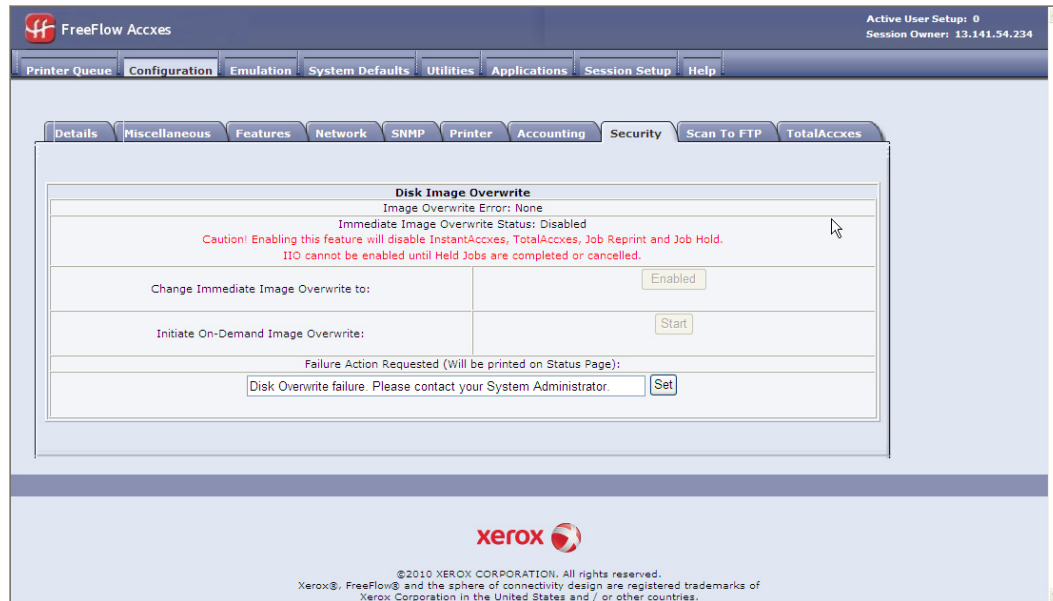 FreeFlow Accxes
Active User Setup: 0
Session Owner: 13.141.54.234
Printer Queue Configuration Emulation System Defaults Utilities Applications Session Setup Help
Details Miscellaneous Features Network SNMP Printer Accounting Security Scan To FTP TotalAccxes
Disk Image Overwrite
Image Overwrite Error: None
Immediate Image Overwrite Status: Disabled
Caution! Enabling this feature will disable InstantAccxes, TotalAccxes, Job Reprint and Job Hold.
IIO cannot be enabled until Held Jobs are completed or cancelled.
Change Immediate Image Overwrite to: Enabled
Initiate On-Demand Image Overwrite: Start
Failure Action Requested (Will be printed on Status Page):
Disk Overwrite failure. Please contact your System Administrator. Set
xerox
©2010 XEROX CORPORATION. All rights reserved.
Xerox®, FreeFlow® and the sphere of connectivity design are registered trademarks of
Xerox Corporation in the United States and / or other countries.